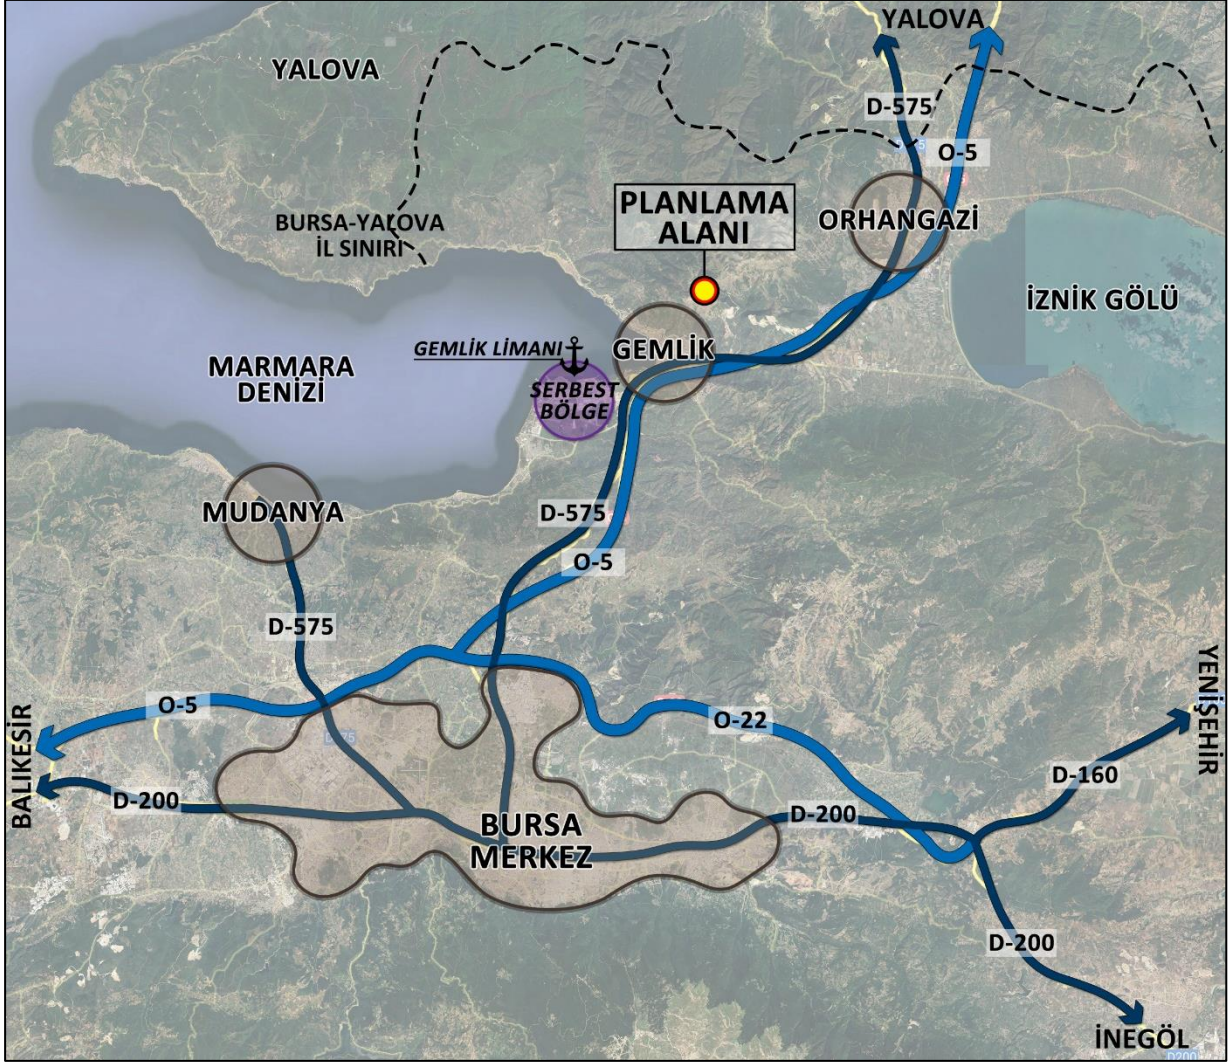 YALOVA
YALOVA
D-575
O-5
PLANLAMA
ALANI
ORHANGAZİ
BURSA-YALOVA
İL SINIRI
İZNİK GÖLÜ
GEMLİK LİMANI
GEMLİK
MARMARA
DENİZİ
SERBEST
BÖLGE
MUDANYA
D-575
O-5
D-575
YENİŞEHİR
O-5
O-22
BALIKESİR
D-160
D-200
D-200
BURSA
MERKEZ
D-200
İNEGÖL
D200